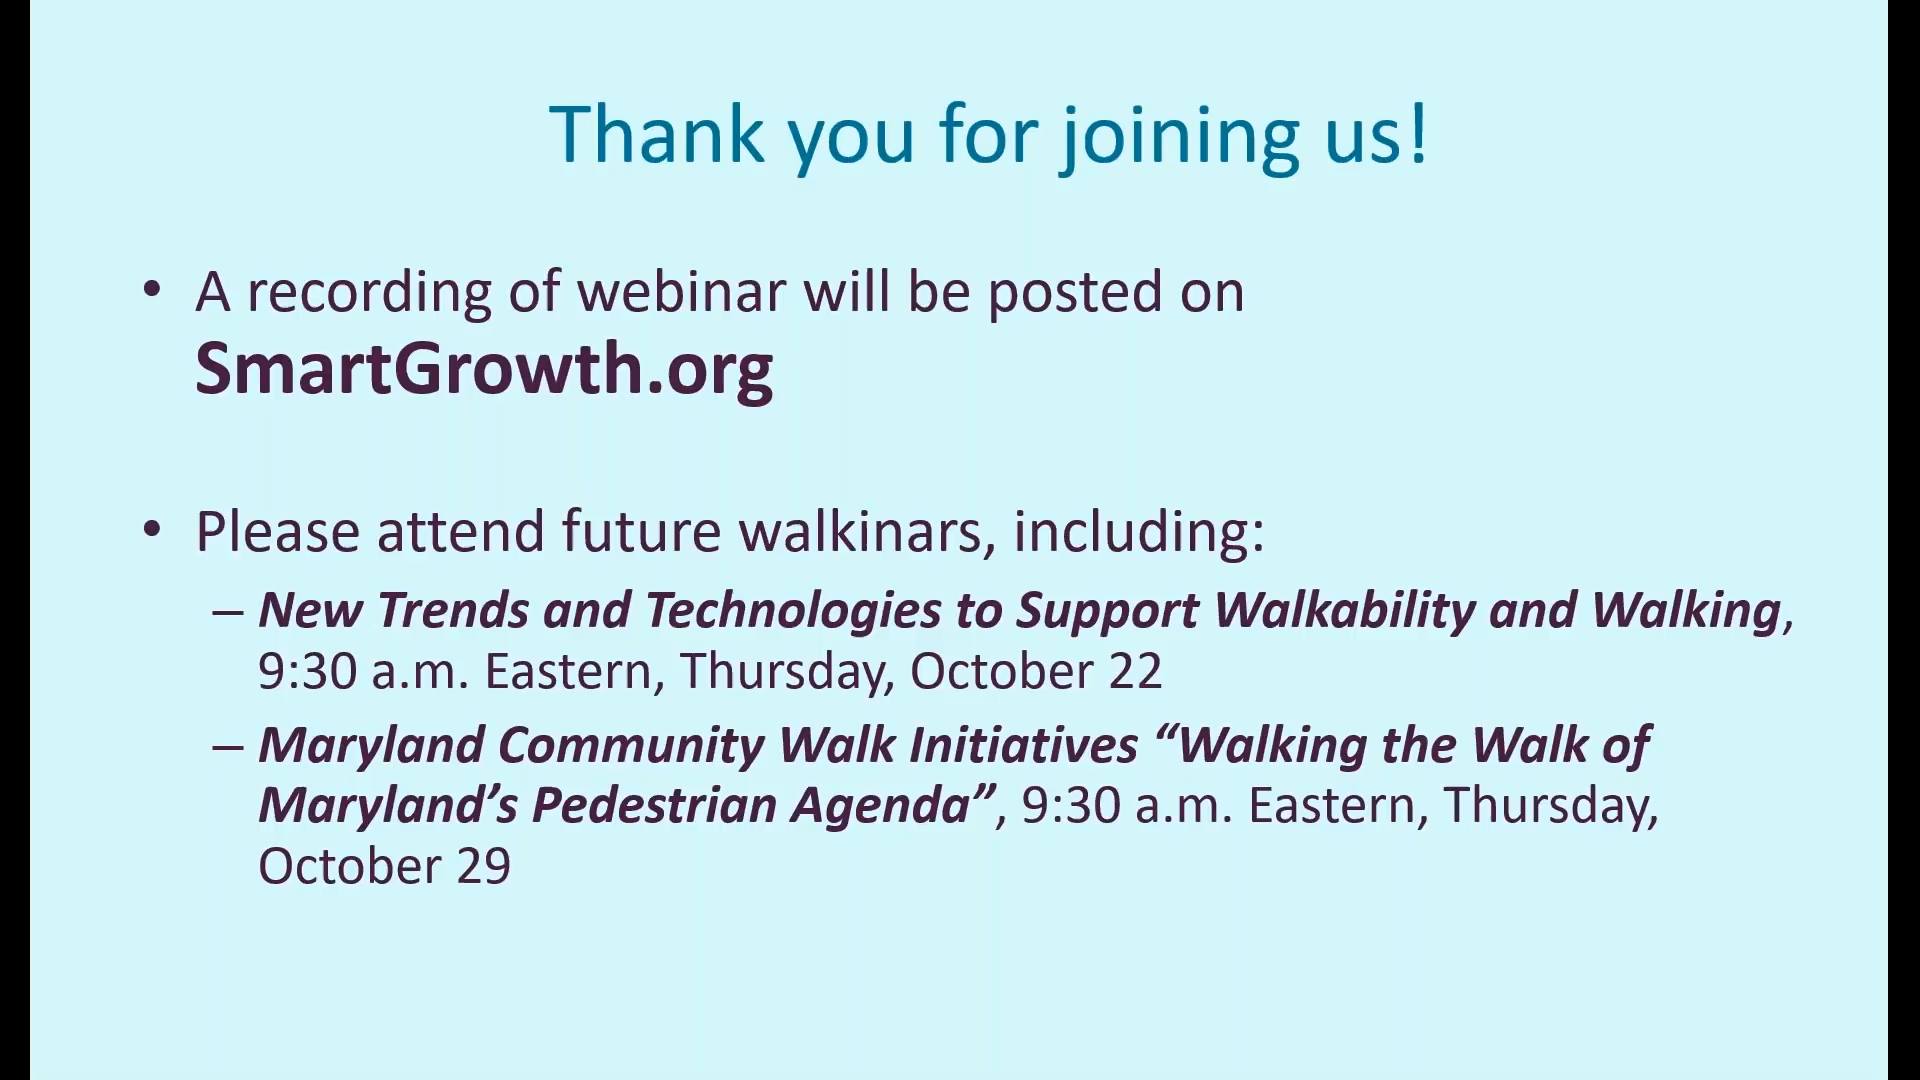 Thank you for joining us!
• A recording of webinar will be posted on
SmartGrowth.org
• Please attend future walkinars, including:
– New Trends and Technologies to Support Walkability and Walking,
9:30 a.m. Eastern, Thursday, October 22
– Maryland Community Walk Initiatives “Walking the Walk of
Maryland’s Pedestrian Agenda”, 9:30 a.m. Eastern, Thursday,
October 29